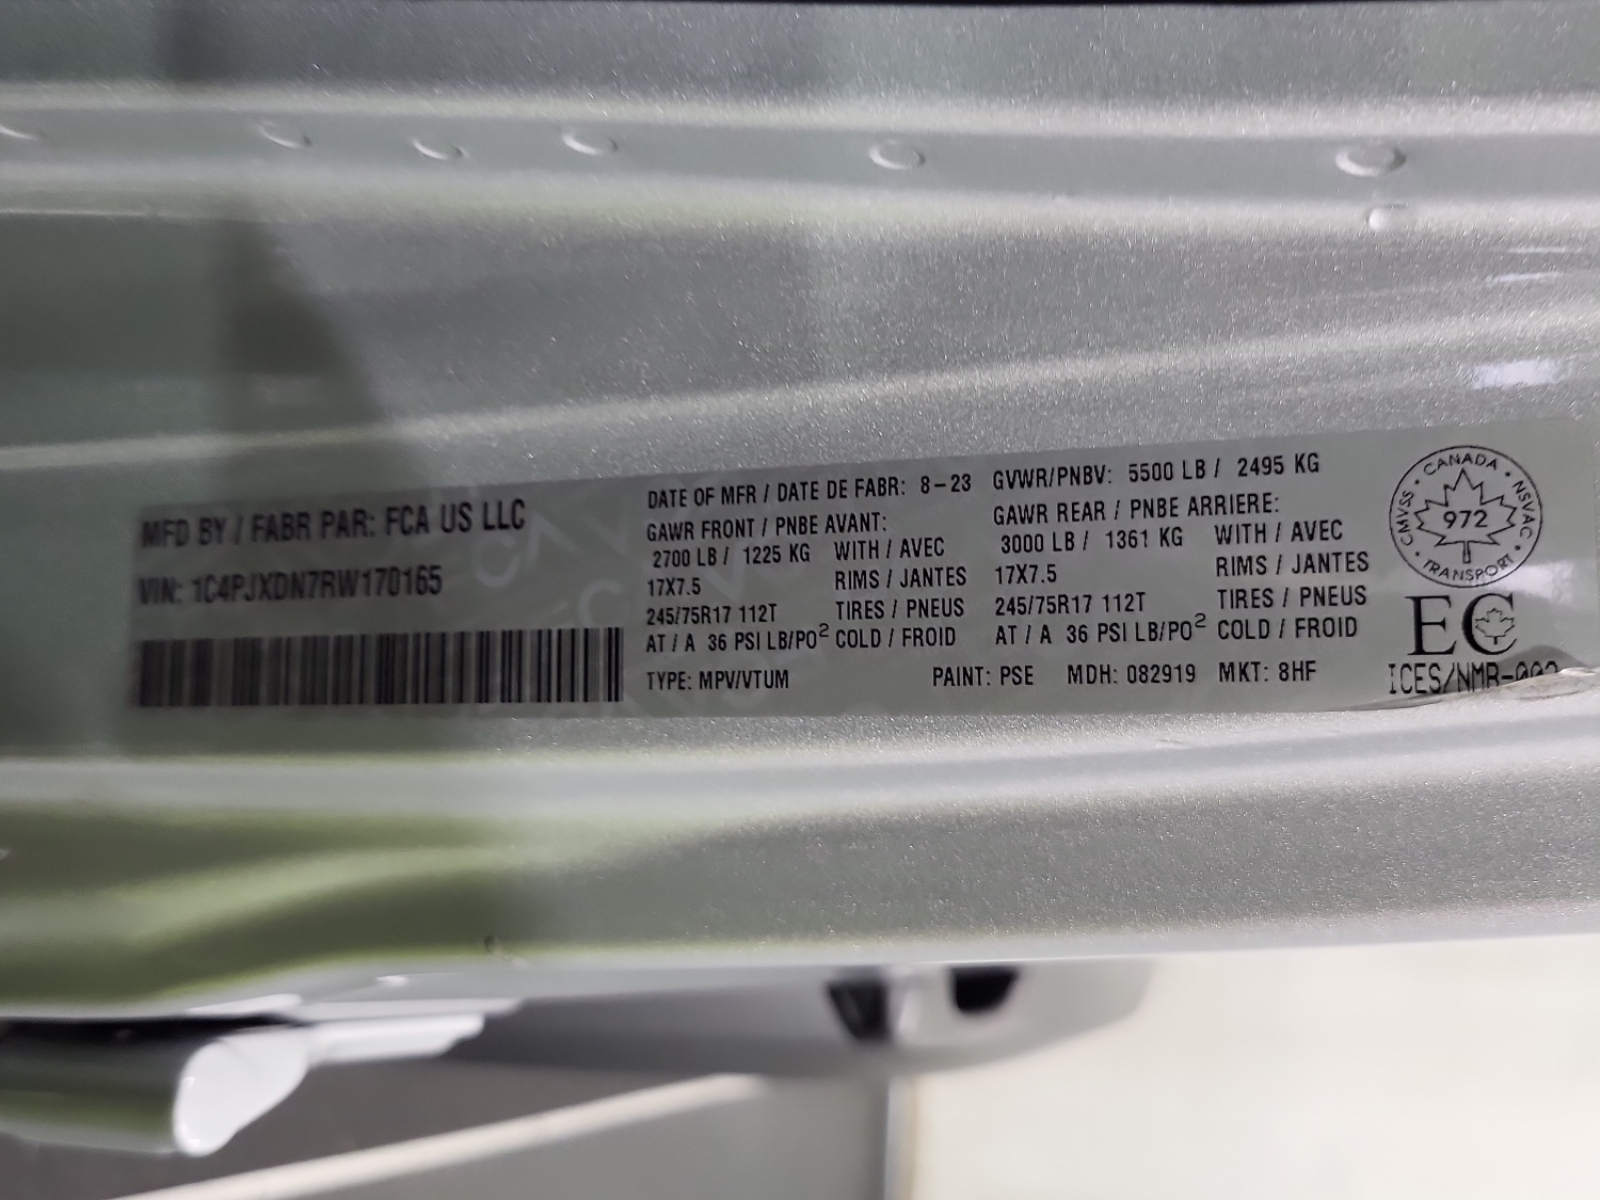 MFD BY / FABR PAR: FCA US LLC
VIN: 1C4PJXDN7RW170165
DATE OF MFR / DATE DE FABR: 8-23 GVWR/PNBV: 5500 LB / 2495 KG
GAWR FRONT / PNBE AVANT: GAWR REAR / PNBE ARRIERE:
2700 LB / 1225 KG WITH / AVEC 3000 LB / 1361 KG WITH / AVEC
17X7.5 RIMS / JANTES 17X7.5 RIMS / JANTES
245/75R17 112T TIRES / PNEUS 245/75R17 112T TIRES / PNEUS
AT / A 36 PSI LB/PO² COLD / FROID AT / A 36 PSI LB/PO² COLD / FROID
TYPE: MPV/VTUM PAINT: PSE MDH: 082919 MKT: 8HF
CANADA
CMVSS • NSVAC
972
TRANSPORT
EC
ICES/NMB-